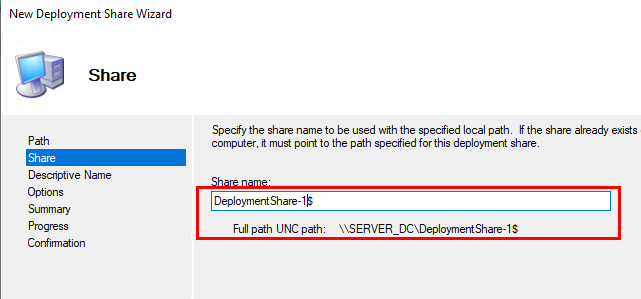 New Deployment Share Wizard
Share
Path
Share
Descriptive Name
Options
Summary
Progress
Confirmation
Specify the share name to be used with the specified local path.  If the share already exists
computer, it must point to the path specified for this deployment share.
Share name:
DeploymentShare-1$
Full path UNC path: \\SERVER_DC\DeploymentShare-1$